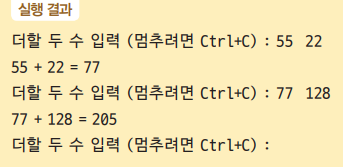 실행 결과
더할 두 수 입력 (멈추려면 Ctrl+C) : 55 22
55 + 22 = 77
더할 두 수 입력 (멈추려면 Ctrl+C) : 77 128
77 + 128 = 205
더할 두 수 입력 (멈추려면 Ctrl+C) :